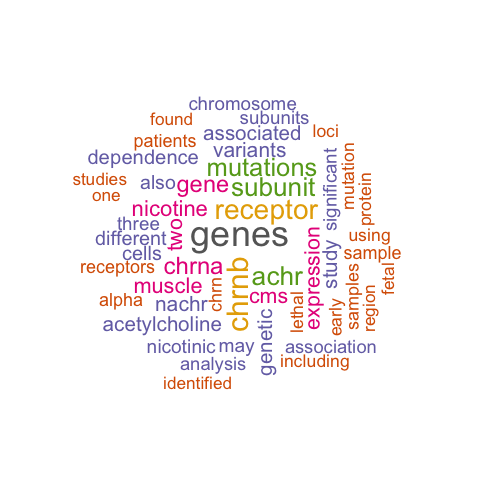 chromosome
subunits
found
associated
loci
patients
variants
dependence
mutations
mutation
studies
also
gene
subunit
significant
protein
one
nicotine
receptor
three
two
genes
using
different
cells
study
sample
receptors
chrna
chrnb
achr
expression
muscle
chrn
cms
lethal
early
samples
region
fetal
alpha
nachr
acetylcholine
genetic
nicotinic
may
association
analysis
including
identified